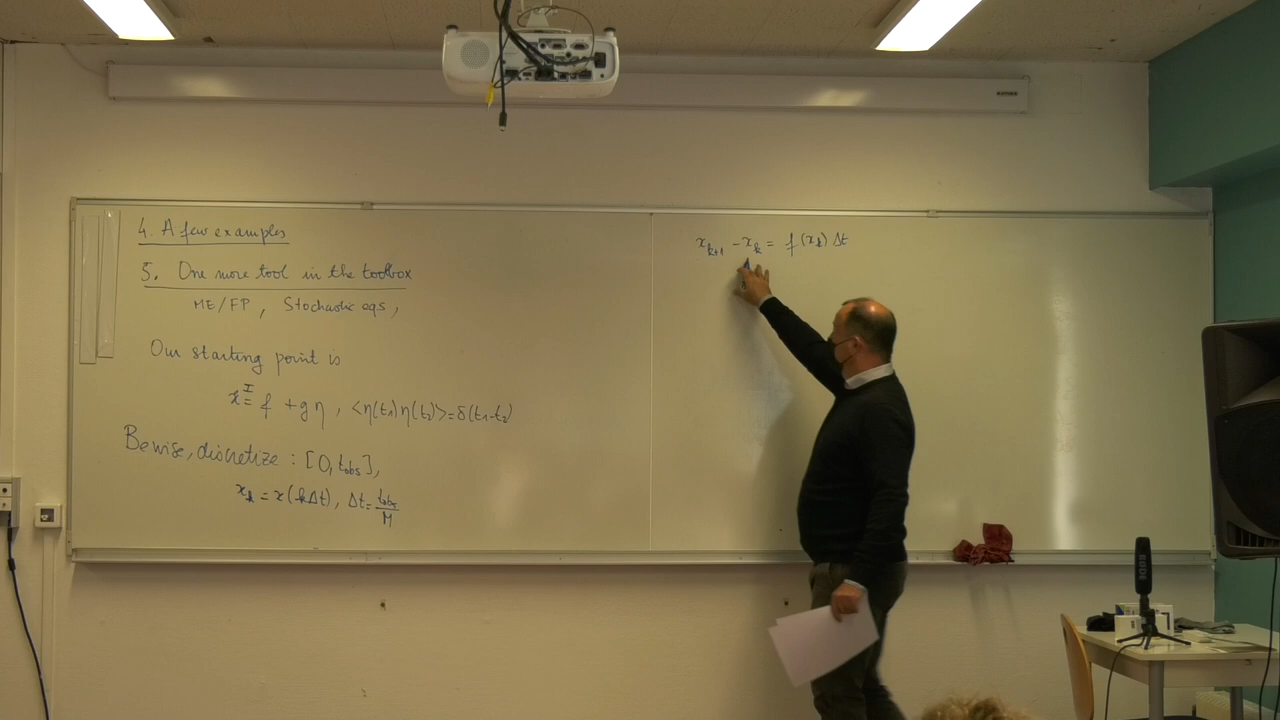 4. A few examples
5. One more tool in the toolbox
ME/FP, Stochastic eqs,
Our starting point is
ẋ =ᴵ f + g η, <η(t₁)η(t₂)>=δ(t₁-t₂)
Be wise, discretize : [0, t_obs],
x_k = x(kΔt), Δt = t_obs/M
x_{k+1} - x_k = f(x_k) Δt
RØDE